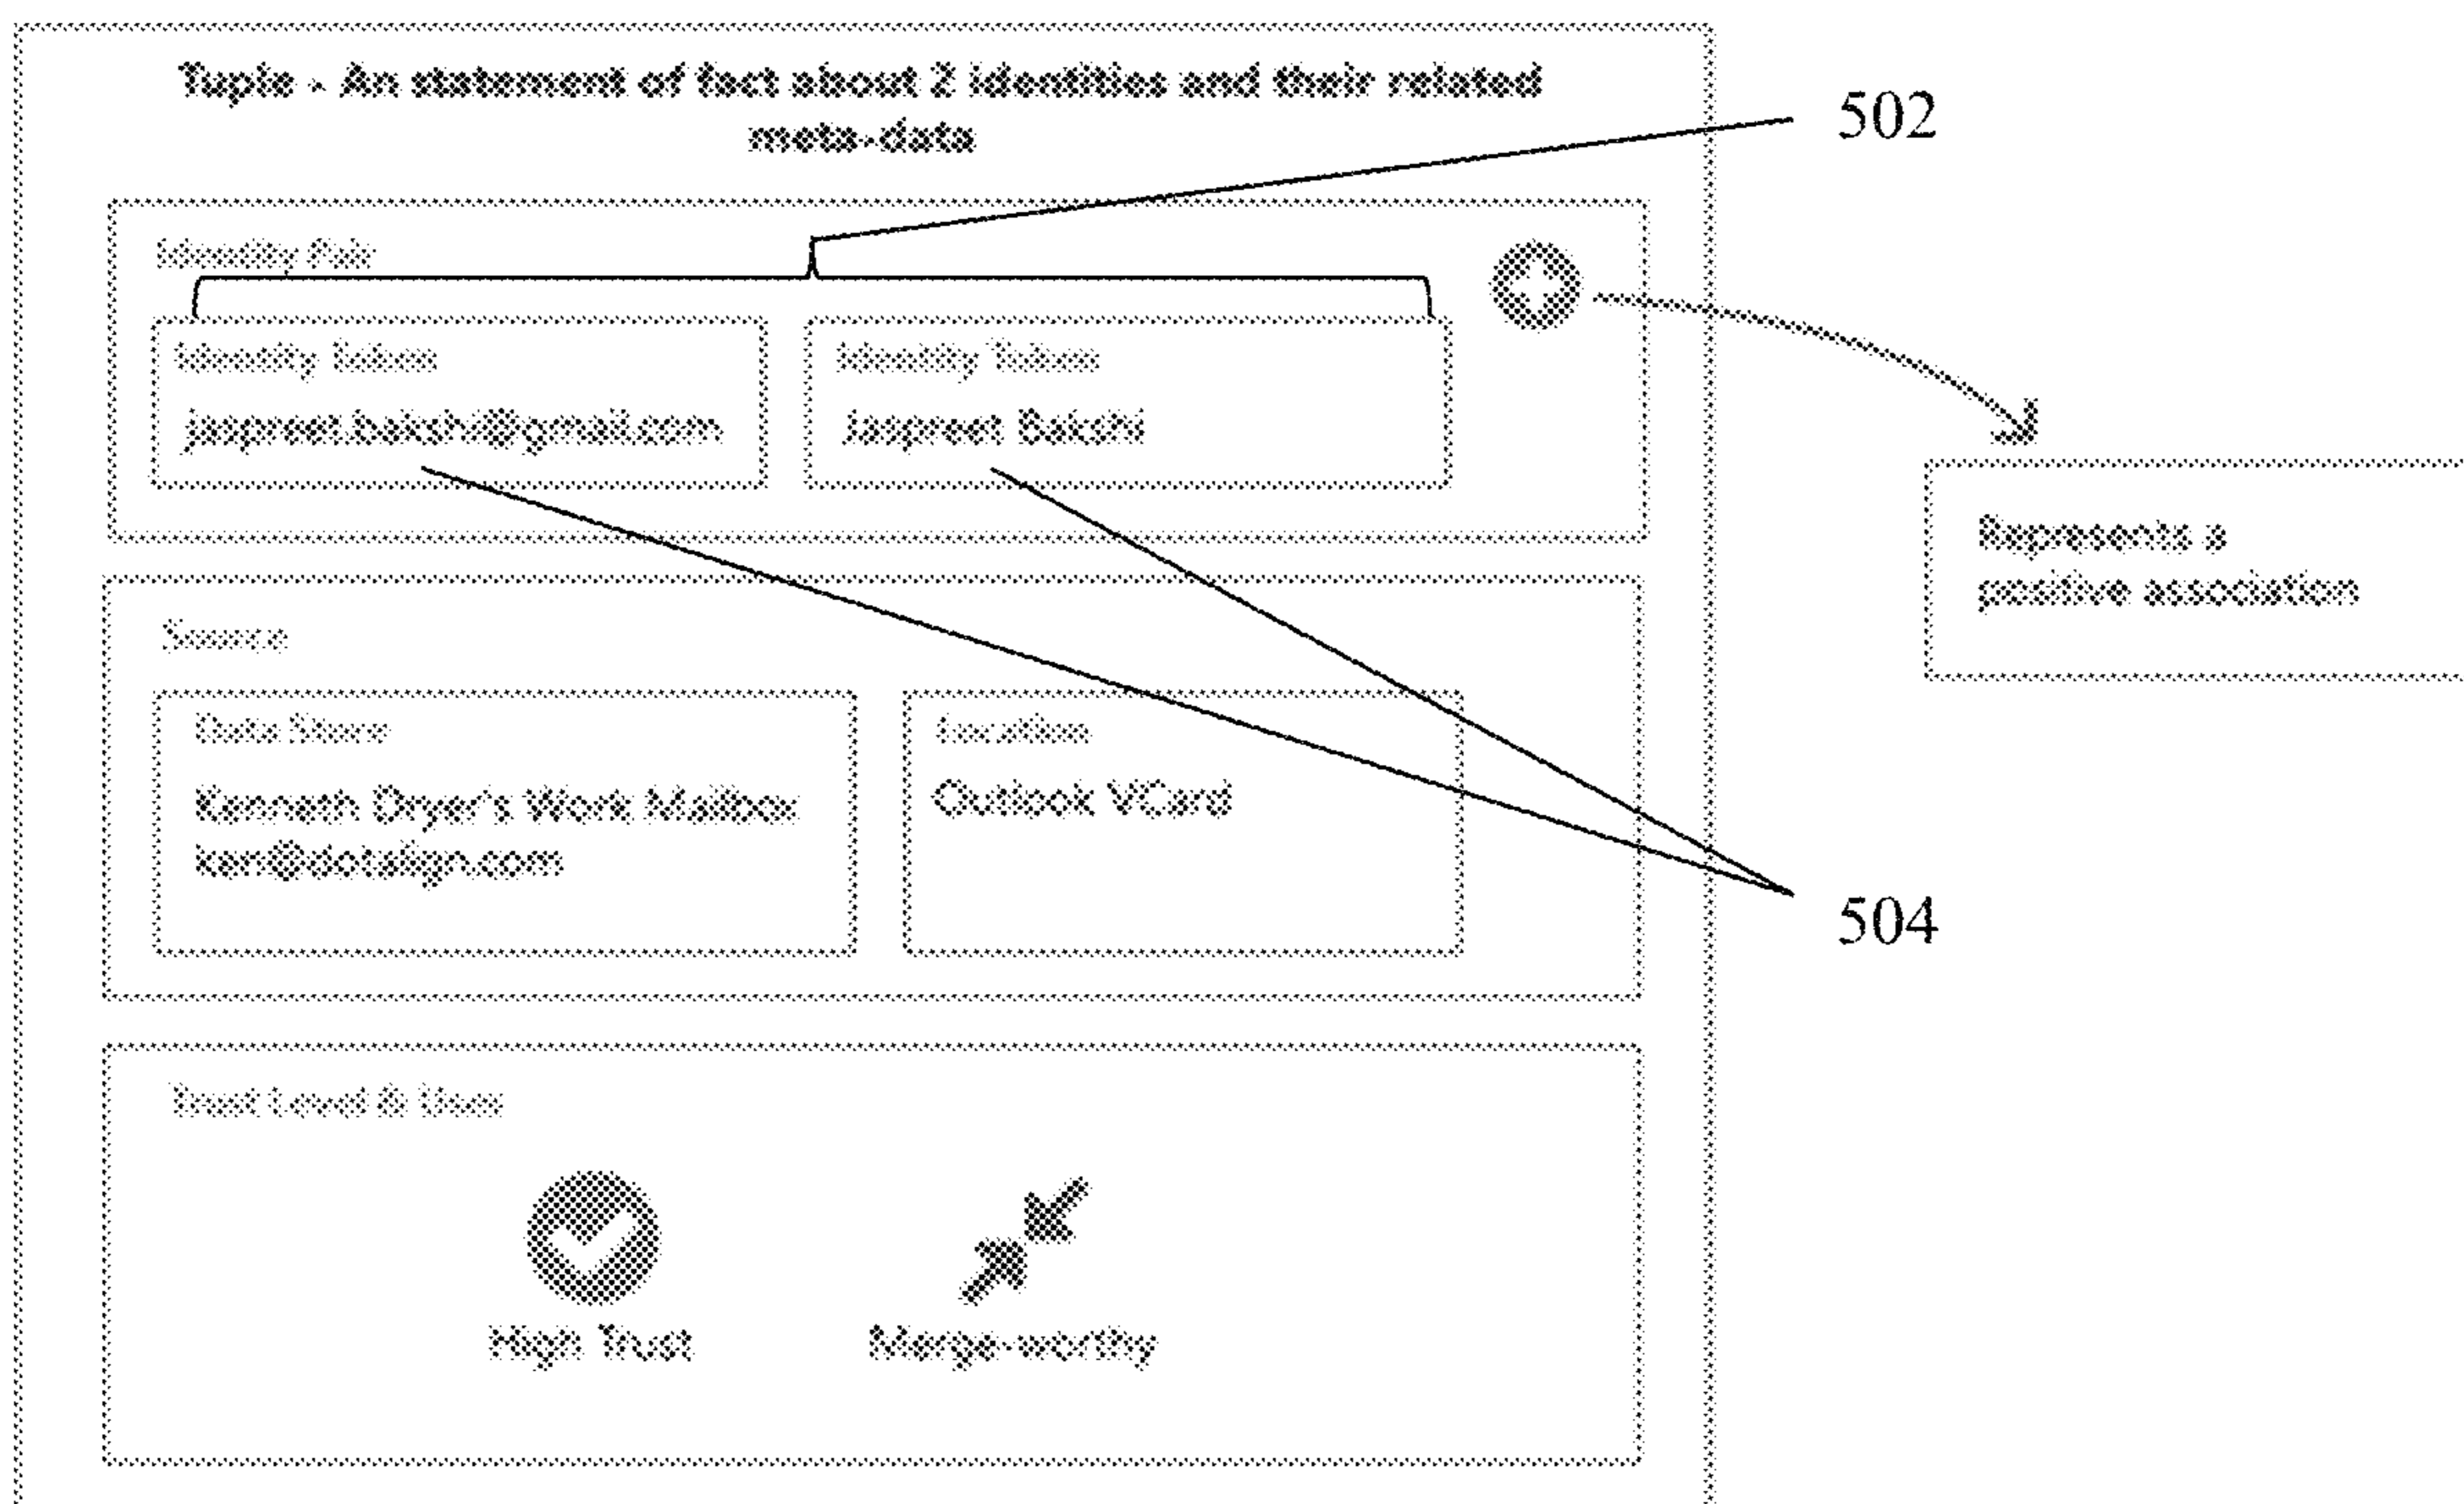 Tuple - An statement of fact about 2 identities and their related
meta-data
502
Identity Pair
Identity Token
Identity Token
jaspreet.bakshi@gmail.com
Jaspreet Bakshi
Represents a
positive association
Source
Data Share
Location
Kenneth Dryer's Work Mailbox
Outlook VCard
ken@dotalign.com
504
Trust Level & Uses
High Trust
Merge-worthy